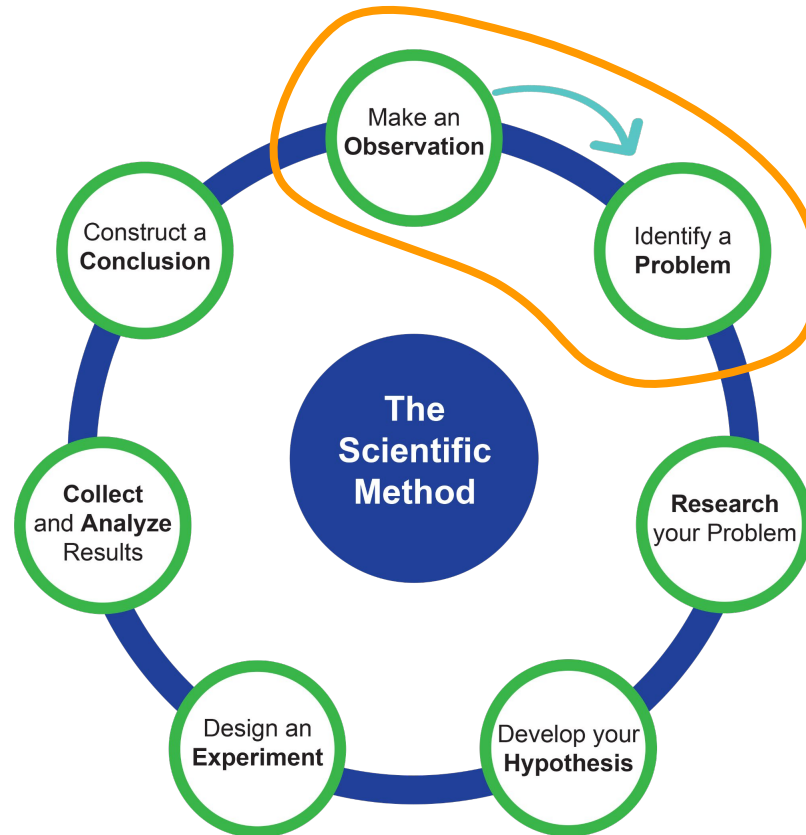 Make an
Observation
Identify a
Problem
Research
your Problem
Develop your
Hypothesis
Design an
Experiment
Collect
and Analyze
Results
Construct a
Conclusion
The
Scientific
Method